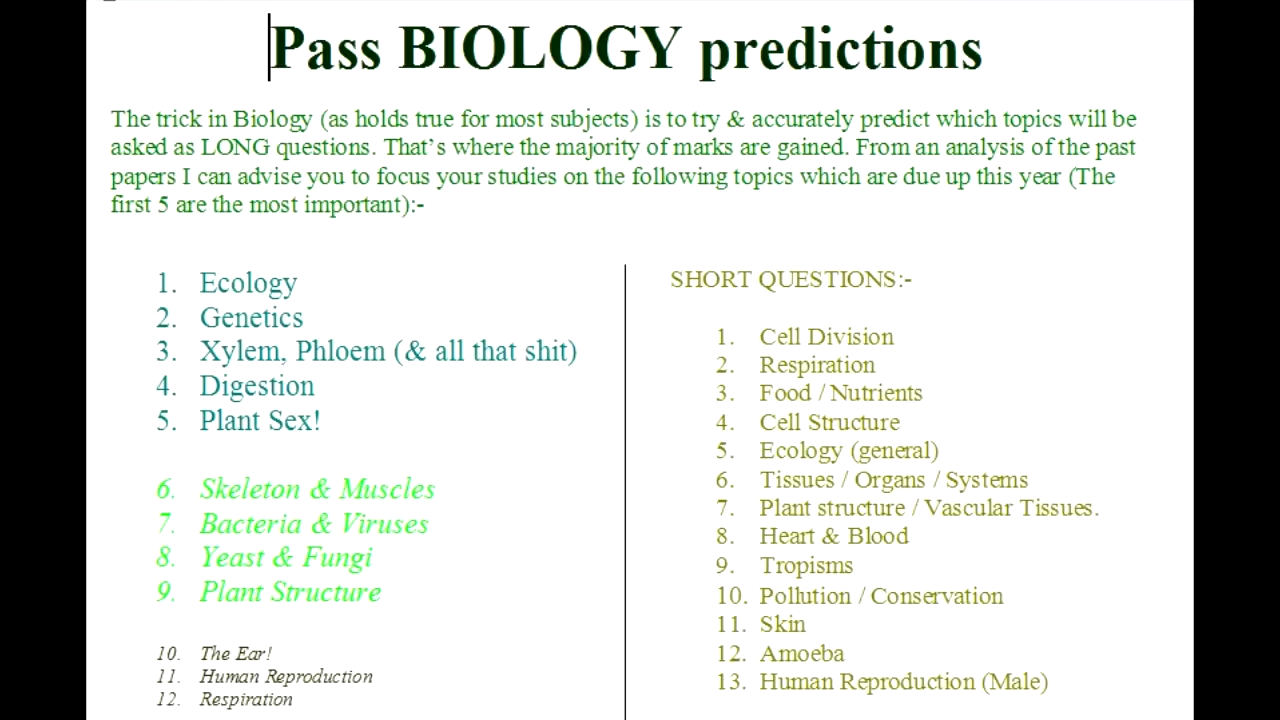 Pass BIOLOGY predictions
The trick in Biology (as holds true for most subjects) is to try & accurately predict which topics will be
asked as LONG questions. That's where the majority of marks are gained. From an analysis of the past
papers I can advise you to focus your studies on the following topics which are due up this year (The
first 5 are the most important):-
1. Ecology
2. Genetics
3. Xylem, Phloem (& all that shit)
4. Digestion
5. Plant Sex!
6. Skeleton & Muscles
7. Bacteria & Viruses
8. Yeast & Fungi
9. Plant Structure
10. The Ear!
11. Human Reproduction
12. Respiration
SHORT QUESTIONS:-
1. Cell Division
2. Respiration
3. Food / Nutrients
4. Cell Structure
5. Ecology (general)
6. Tissues / Organs / Systems
7. Plant structure / Vascular Tissues.
8. Heart & Blood
9. Tropisms
10. Pollution / Conservation
11. Skin
12. Amoeba
13. Human Reproduction (Male)